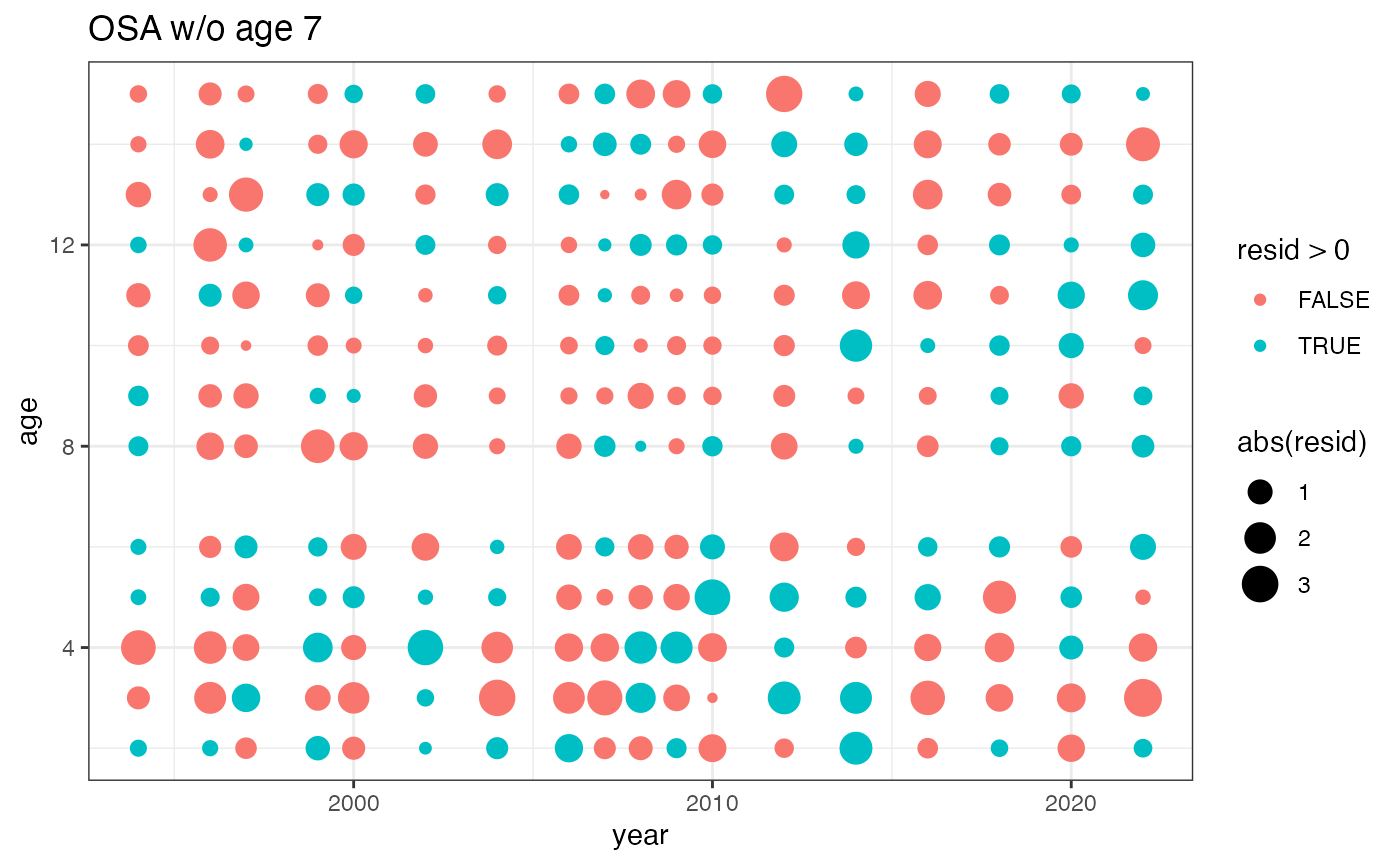 OSA w/o age 7
age
12
8
4
2000
2010
2020
year
resid > 0
FALSE
TRUE
abs(resid)
1
2
3